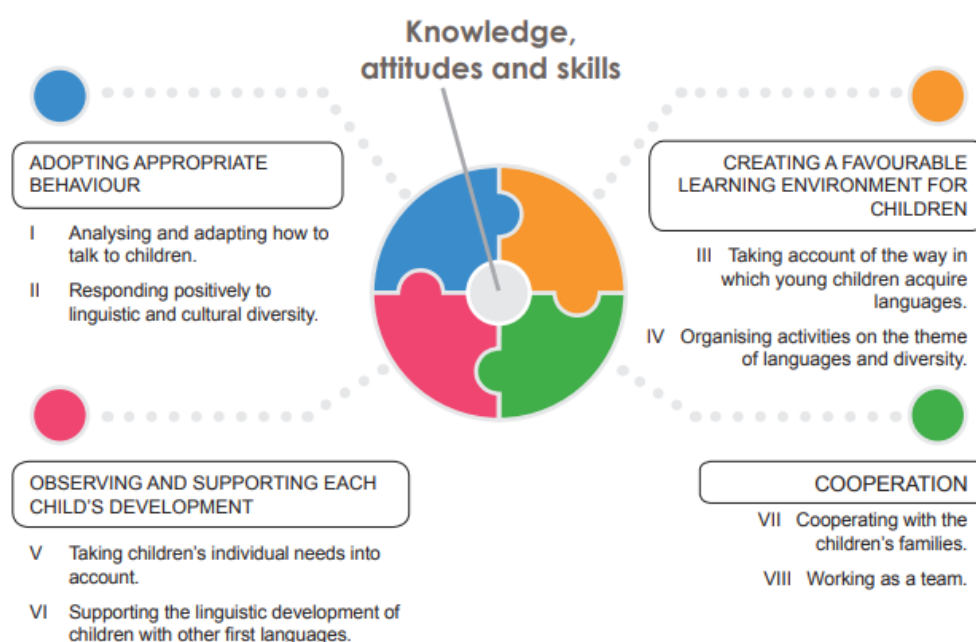 Knowledge,
attitudes and skills
ADOPTING APPROPRIATE
BEHAVIOUR
I Analysing and adapting how to
talk to children.
II Responding positively to
linguistic and cultural diversity.
CREATING A FAVOURABLE
LEARNING ENVIRONMENT FOR
CHILDREN
III Taking account of the way in
which young children acquire
languages.
IV Organising activities on the theme
of languages and diversity.
OBSERVING AND SUPPORTING EACH
CHILD'S DEVELOPMENT
V Taking children's individual needs into
account.
VI Supporting the linguistic development of
children with other first languages.
COOPERATION
VII Cooperating with the
children's families.
VIII Working as a team.